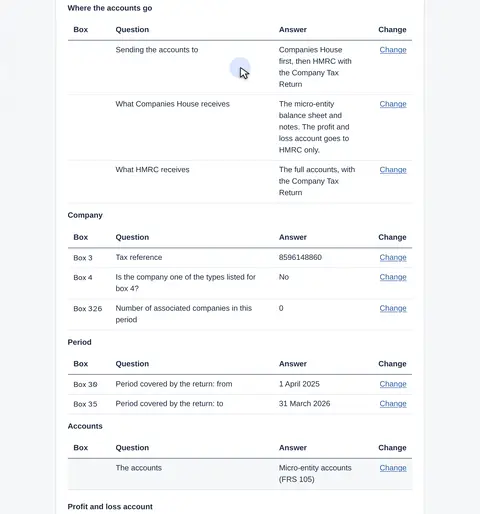 Where the accounts go
Box Question Answer Change
Sending the accounts to Companies House Change
first, then HMRC with
the Company Tax
Return
What Companies House receives The micro-entity Change
balance sheet and
notes. The profit and
loss account goes to
HMRC only.
What HMRC receives The full accounts, with Change
the Company Tax
Return
Company
Box Question Answer Change
Box 3 Tax reference 8596148860 Change
Box 4 Is the company one of the types listed for No Change
box 4?
Box 326 Number of associated companies in this 0 Change
period
Period
Box Question Answer Change
Box 30 Period covered by the return: from 1 April 2025 Change
Box 35 Period covered by the return: to 31 March 2026 Change
Accounts
Box Question Answer Change
The accounts Micro-entity accounts Change
(FRS 105)
Profit and loss account